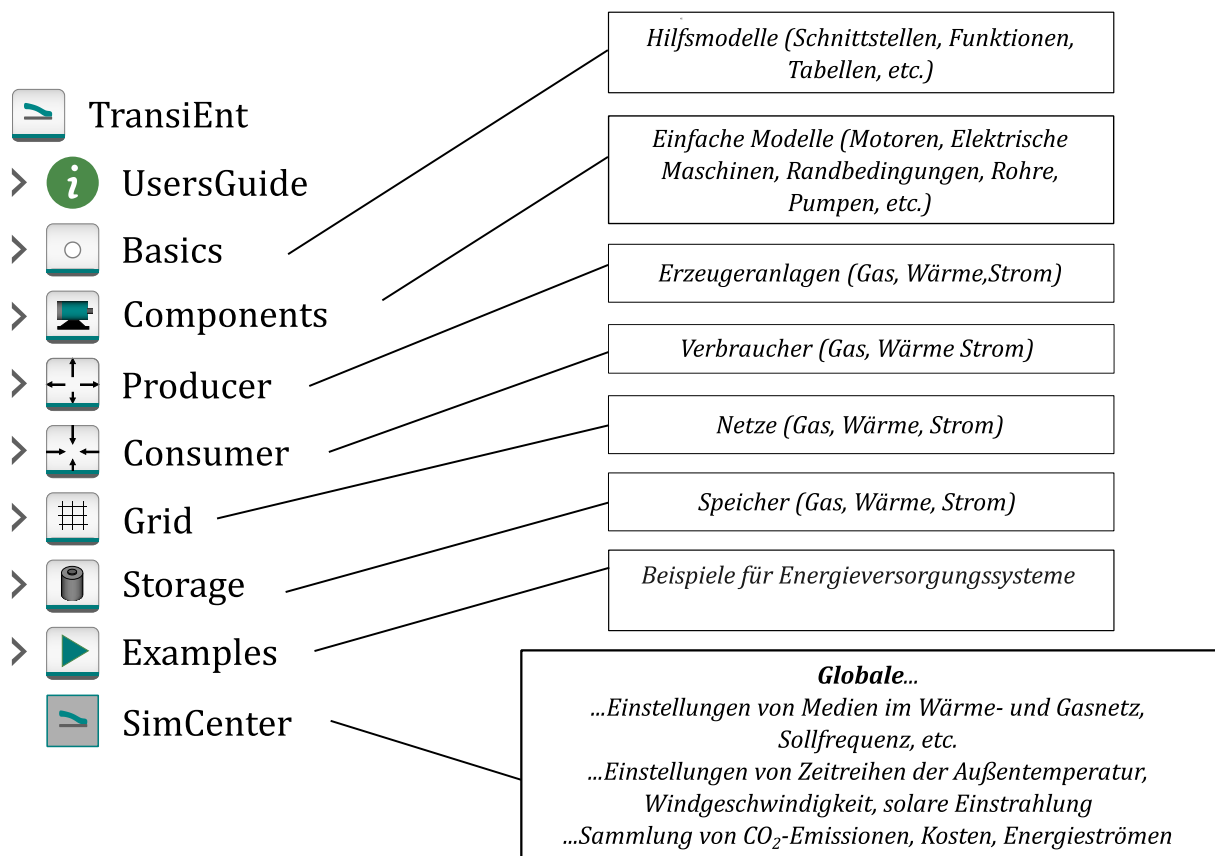 TransiEnt
UsersGuide
Basics
Components
Producer
Consumer
Grid
Storage
Examples
SimCenter
Hilfsmodelle (Schnittstellen, Funktionen,
Tabellen, etc.)
Einfache Modelle (Motoren, Elektrische
Maschinen, Randbedingungen, Rohre,
Pumpen, etc.)
Erzeugeranlagen (Gas, Wärme,Strom)
Verbraucher (Gas, Wärme Strom)
Netze (Gas, Wärme, Strom)
Speicher (Gas, Wärme, Strom)
Beispiele für Energieversorgungssysteme
Globale...
...Einstellungen von Medien im Wärme- und Gasnetz,
Sollfrequenz, etc.
...Einstellungen von Zeitreihen der Außentemperatur,
Windgeschwindigkeit, solare Einstrahlung
...Sammlung von CO₂-Emissionen, Kosten, Energieströmen